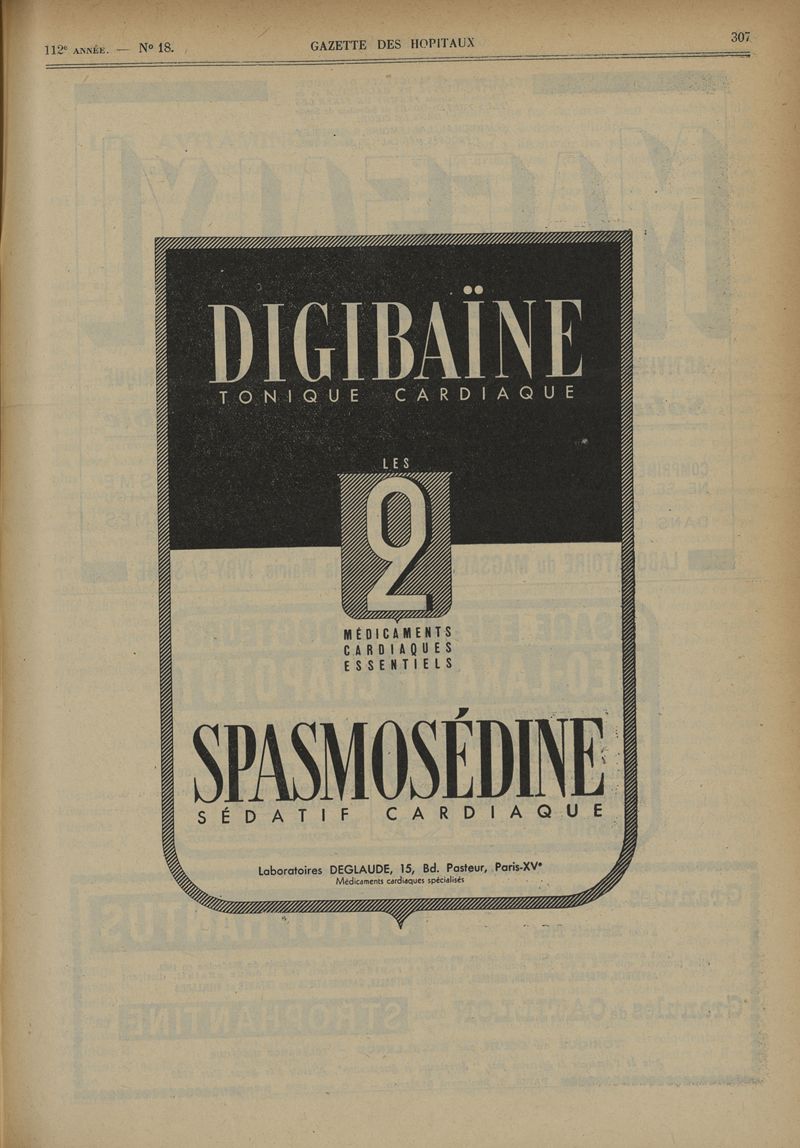 112e ANNÉE. — No 18.
GAZETTE DES HOPITAUX
307
DIGIBAÏNE
TONIQUE CARDIAQUE
LES
2
MÉDICAMENTS
CARDIAQUES
ESSENTIELS
SPASMOSÉDINE
SÉDATIF CARDIAQUE
Laboratoires DEGLAUDE, 15, Bd. Pasteur, Paris-XVe
Médicaments cardiaques spécialisés